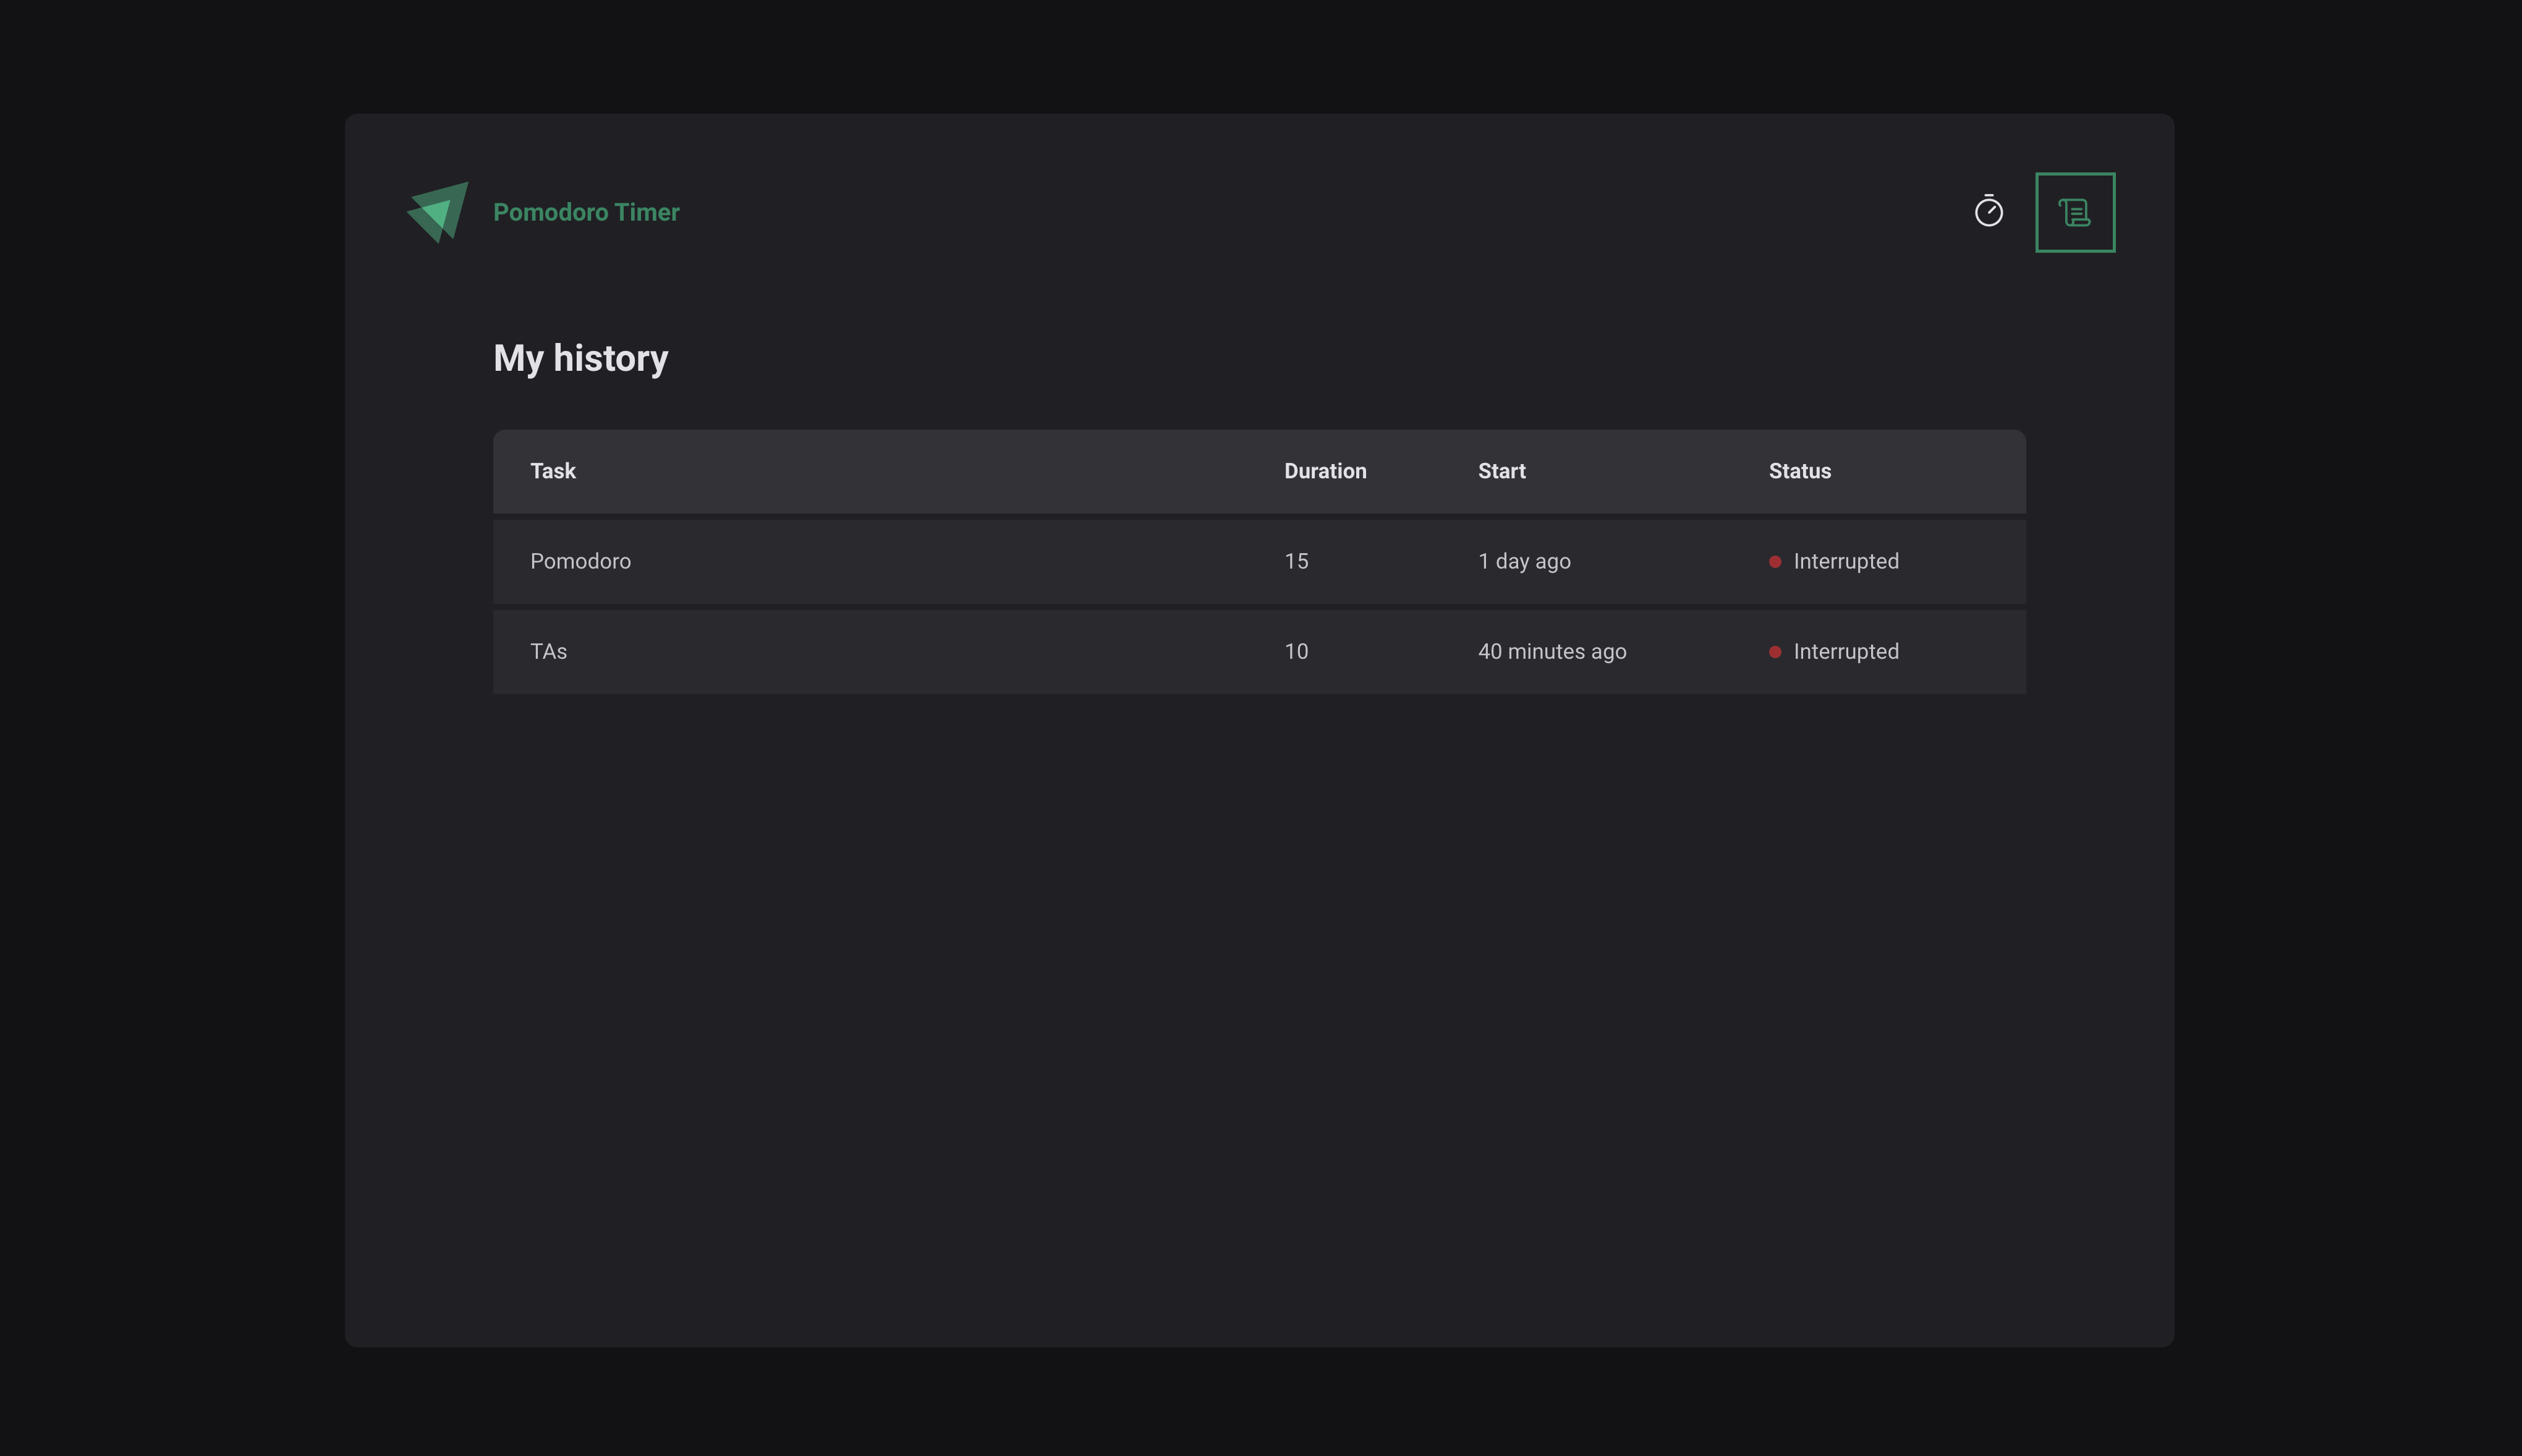 Pomodoro Timer
My history
Task Duration Start Status
Pomodoro 15 1 day ago Interrupted
TAs 10 40 minutes ago Interrupted